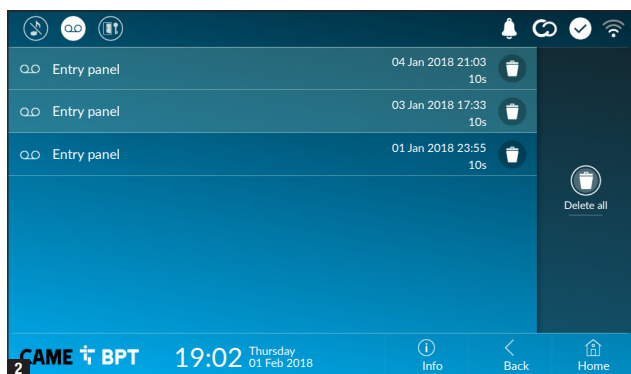 Entry panel
04 Jan 2018 21:03
10s
Entry panel
03 Jan 2018 17:33
10s
Entry panel
01 Jan 2018 23:55
10s
Delete all
2
CAME BPT
19:02
Thursday
01 Feb 2018
Info
Back
Home